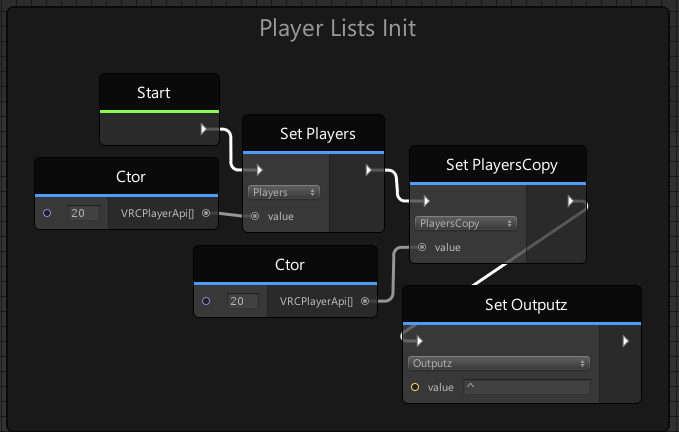 Player Lists Init
Start
Set Players
Players
value
Ctor
20 VRCPlayerApi[]
Set PlayersCopy
PlayersCopy
value
Ctor
20 VRCPlayerApi[]
Set Outputz
Outputz
value ^